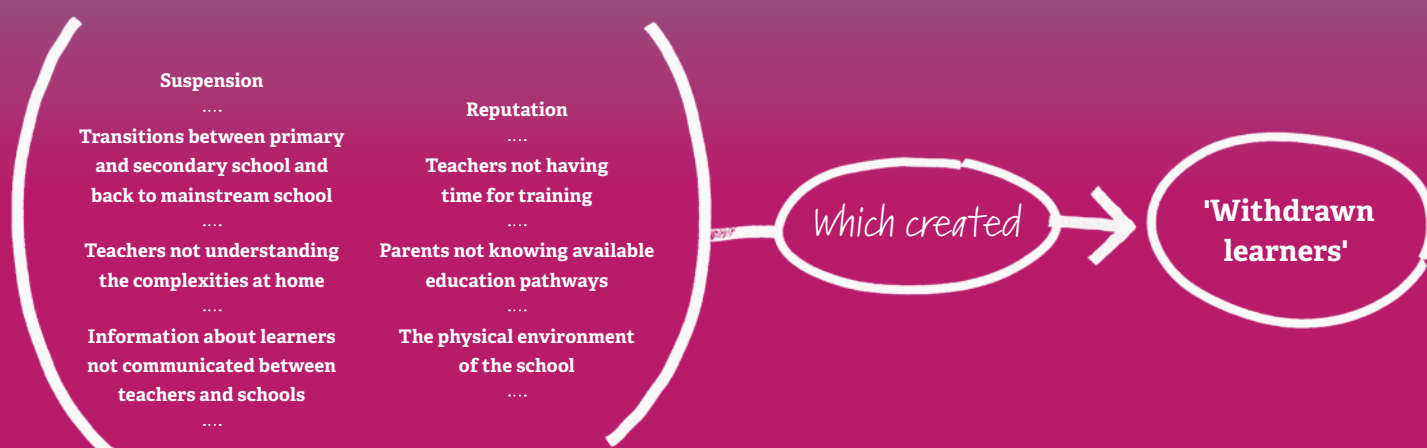 Suspension
....
Transitions between primary
and secondary school and
back to mainstream school
....
Teachers not understanding
the complexities at home
....
Information about learners
not communicated between
teachers and schools
....
Reputation
....
Teachers not having
time for training
....
Parents not knowing available
education pathways
....
The physical environment
of the school
....
Which created
'Withdrawn
learners'